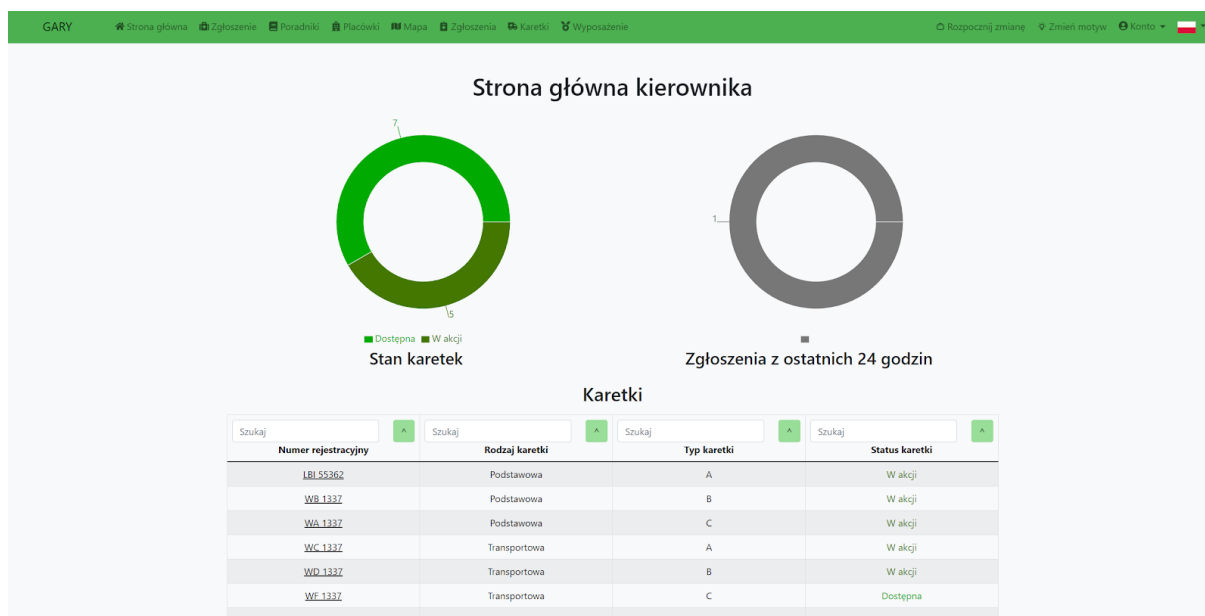 GARY Strona główna Zgłoszenie Poradniki Placówki Mapa Zgłoszenia Karetki Wyposażenie Rozpocznij zmianę Zmień motyw Konto
Strona główna kierownika
7
1
5
Dostępna W akcji
Stan karetek Zgłoszenia z ostatnich 24 godzin
Karetki
Szukaj ^ Szukaj ^ Szukaj ^ Szukaj ^
Numer rejestracyjny Rodzaj karetki Typ karetki Status karetki
LBI 55362 Podstawowa A W akcji
WB 1337 Podstawowa B W akcji
WA 1337 Podstawowa C W akcji
WC 1337 Transportowa A W akcji
WD 1337 Transportowa B W akcji
WF 1337 Transportowa C Dostępna